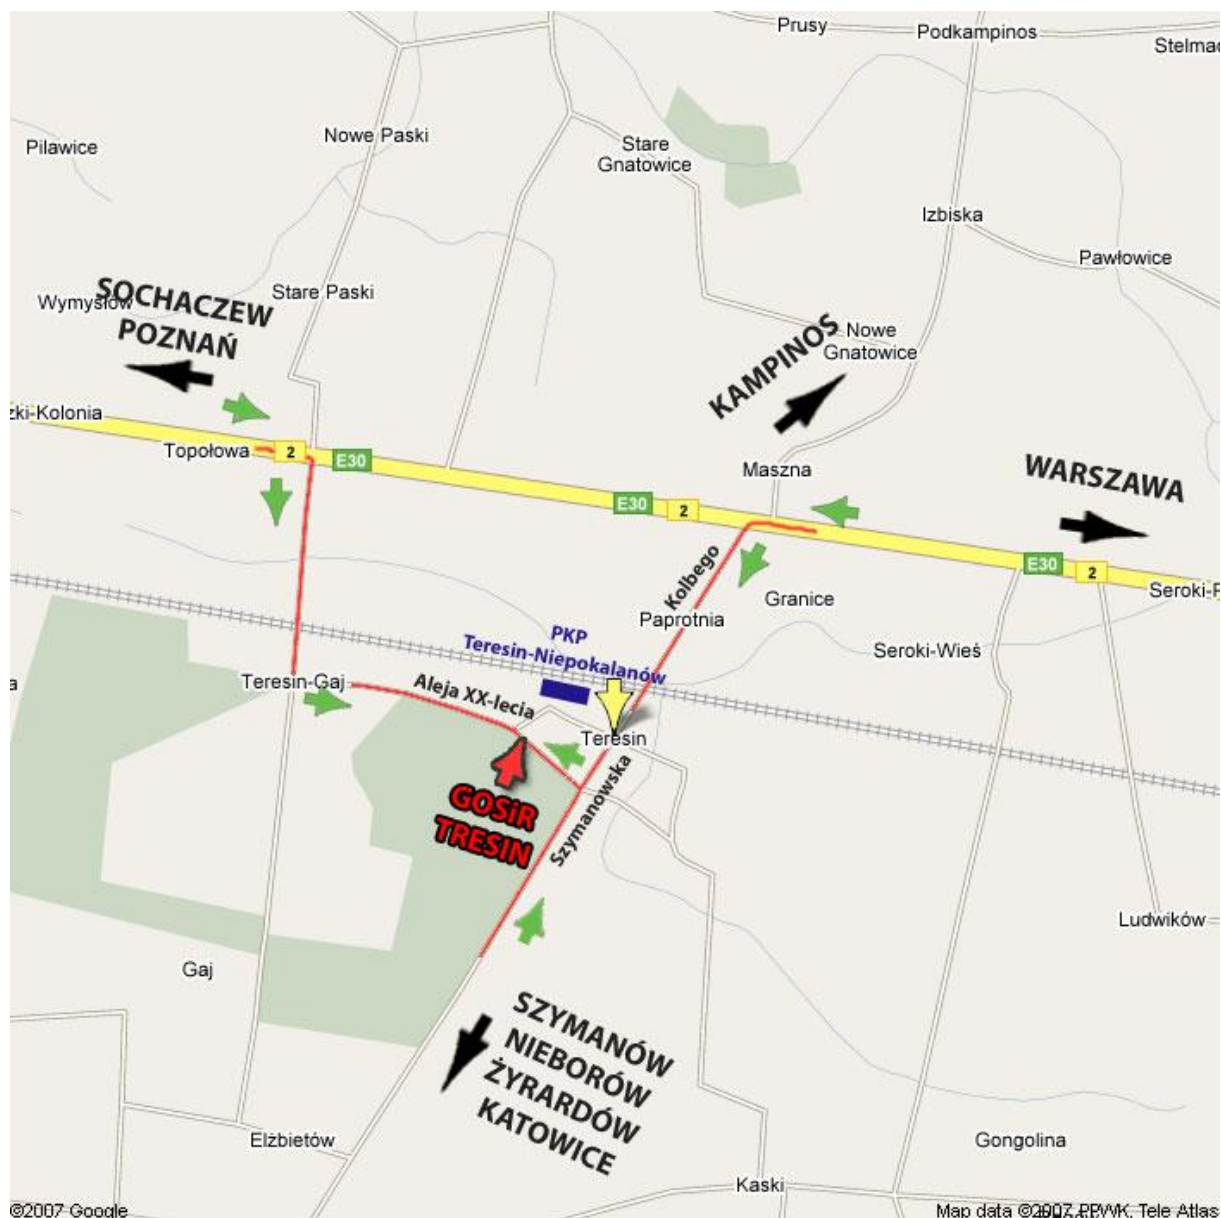 Prusy
Podkampinos
Stelmac
Nowe Paski
Pilawice
Stare
Gnatowice
Izbiska
Pawłowice
SOCHACZEW
POZNAŃ
Wymysłów
Stare Paski
KAMPINOS
Nowe
Gnatowice
zki-Kolonia
Topołowa
2
E30
Maszna
WARSZAWA
E30
2
E30
2
Kolbego
Seroki-P
Granice
Paprotnia
PKP
Teresin-Niepokalanów
Seroki-Wieś
a
Teresin-Gaj
Aleja XX-lecia
Teresin
GOSiR
TRESIN
Szymanowska
Ludwików
Gaj
SZYMANÓW
NIEBORÓW
ŻYRARDÓW
KATOWICE
Elżbietów
Gongolina
Kaski
©2007 Google
Map data ©2007 PPWK, Tele Atlas